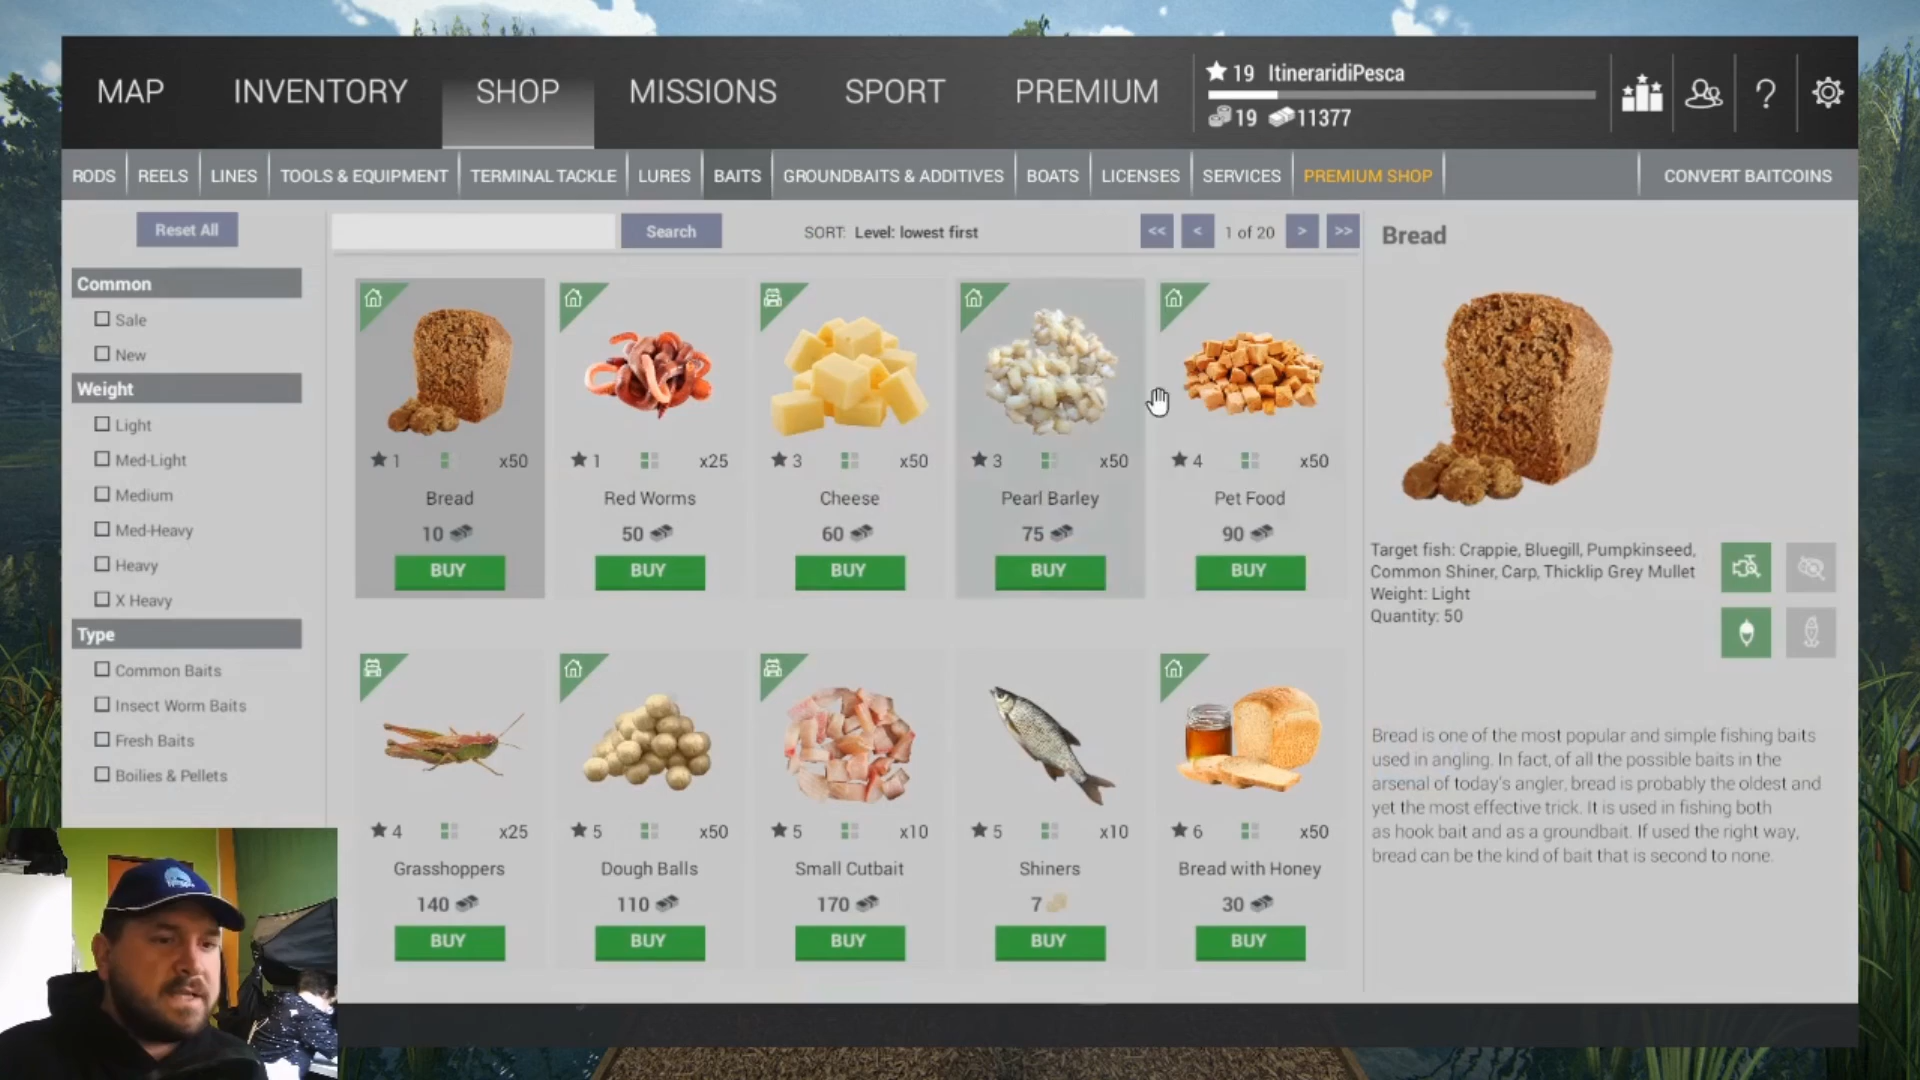 MAP INVENTORY SHOP MISSIONS SPORT PREMIUM
19 ItineraridiPesca
19 11377
?
RODS REELS LINES TOOLS & EQUIPMENT TERMINAL TACKLE LURES BAITS GROUNDBAITS & ADDITIVES BOATS LICENSES SERVICES PREMIUM SHOP CONVERT BAITCOINS
Reset All
Search
SORT: Level: lowest first
<< < 1 of 20 > >>
Common
Sale
New
Weight
Light
Med-Light
Medium
Med-Heavy
Heavy
X Heavy
Type
Common Baits
Insect Worm Baits
Fresh Baits
Boilies & Pellets
1 x50
Bread
10
BUY
1 x25
Red Worms
50
BUY
3 x50
Cheese
60
BUY
3 x50
Pearl Barley
75
BUY
4 x50
Pet Food
90
BUY
4 x25
Grasshoppers
140
BUY
5 x50
Dough Balls
110
BUY
5 x10
Small Cutbait
170
BUY
5 x10
Shiners
7
BUY
6 x50
Bread with Honey
30
BUY
Bread
Target fish: Crappie, Bluegill, Pumpkinseed,
Common Shiner, Carp, Thicklip Grey Mullet
Weight: Light
Quantity: 50
Bread is one of the most popular and simple fishing baits
used in angling. In fact, of all the possible baits in the
arsenal of today's angler, bread is probably the oldest and
yet the most effective trick. It is used in fishing both
as hook bait and as a groundbait. If used the right way,
bread can be the kind of bait that is second to none.